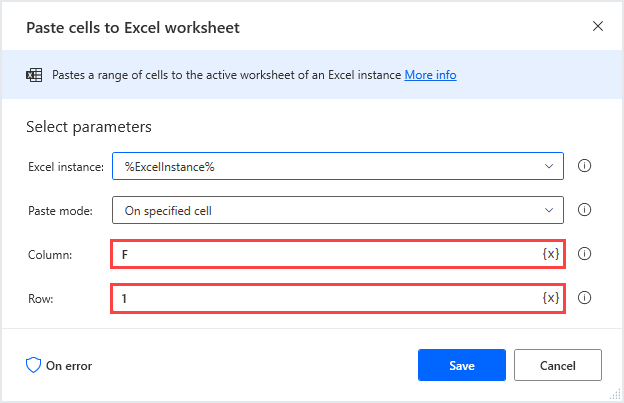 Paste cells to Excel worksheet
Pastes a range of cells to the active worksheet of an Excel instance More info
Select parameters
Excel instance: %ExcelInstance%
Paste mode: On specified cell
Column: F {x}
Row: 1 {x}
On error Save Cancel